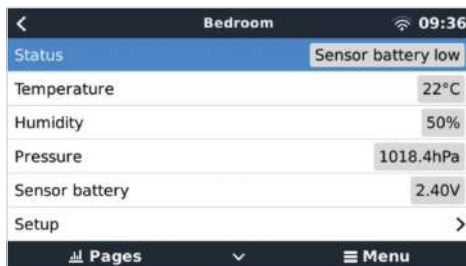 Bedroom 09:36
Status Sensor battery low
Temperature 22°C
Humidity 50%
Pressure 1018.4hPa
Sensor battery 2.40V
Setup
Pages Menu